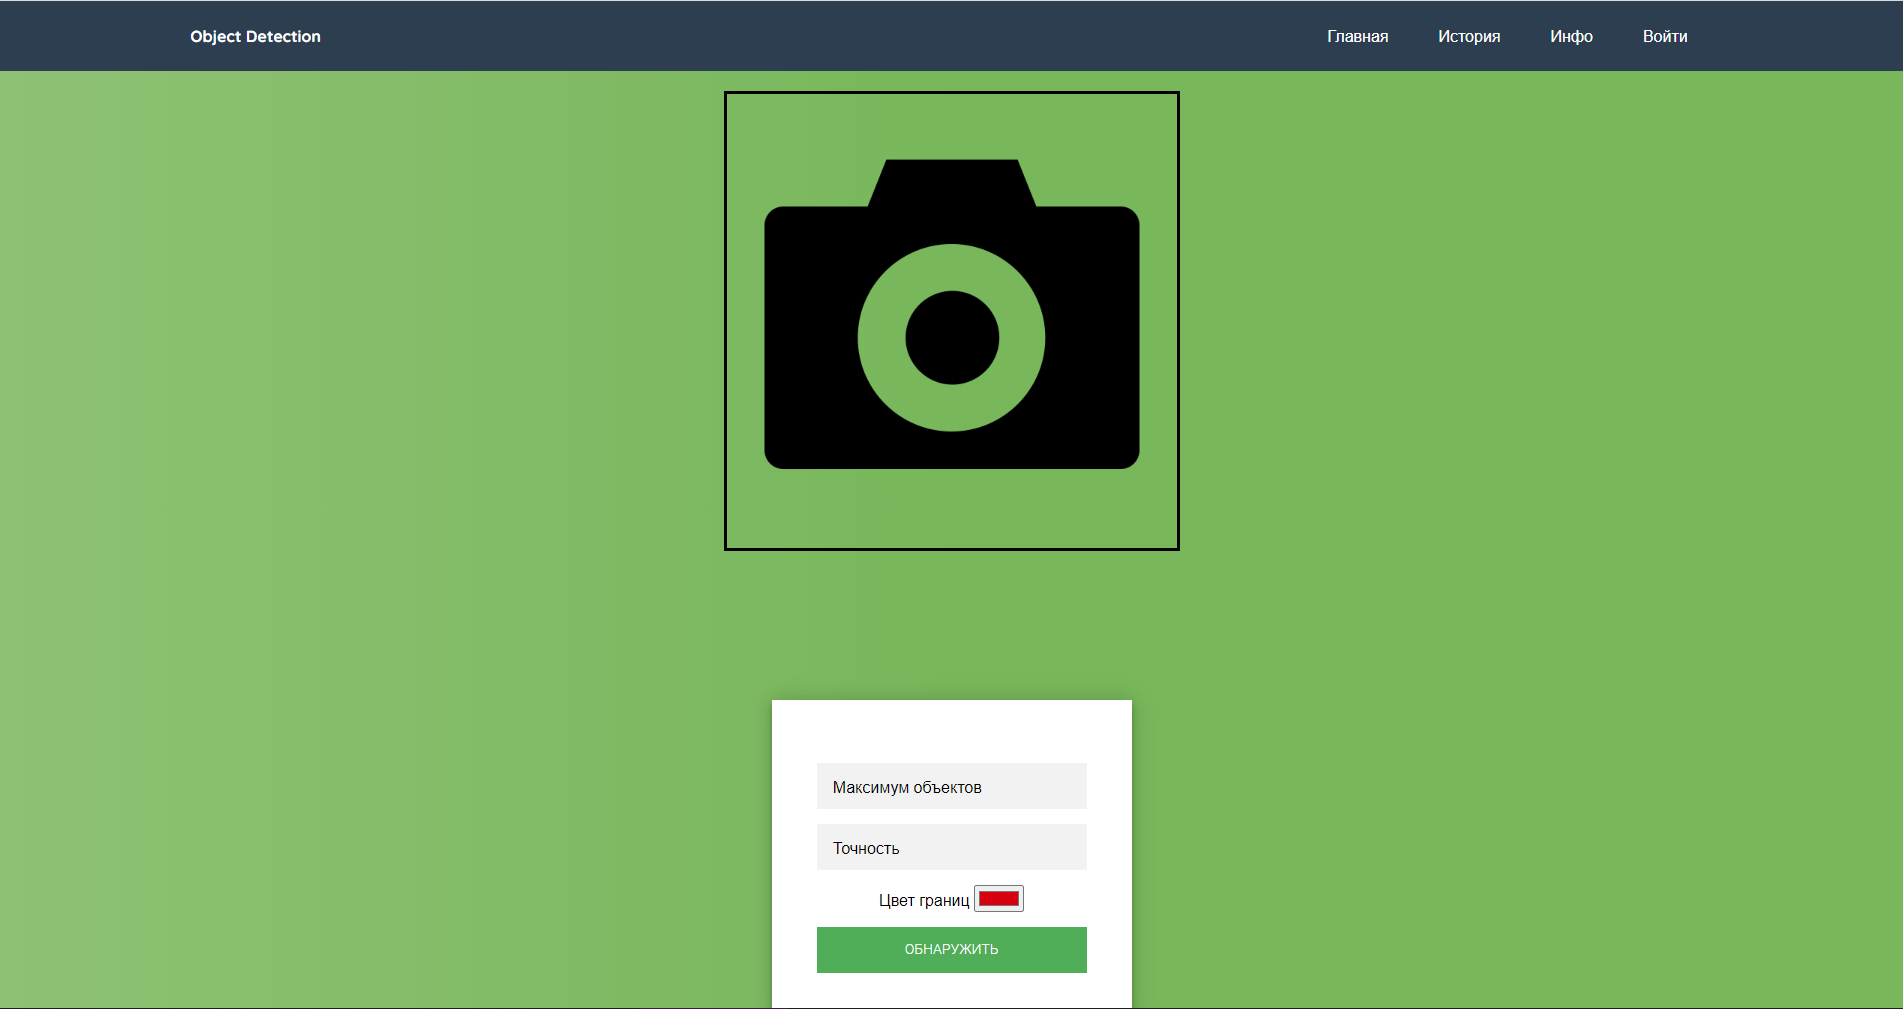 Object Detection
Главная История Инфо Войти
Максимум объектов
Точность
Цвет границ
ОБНАРУЖИТЬ